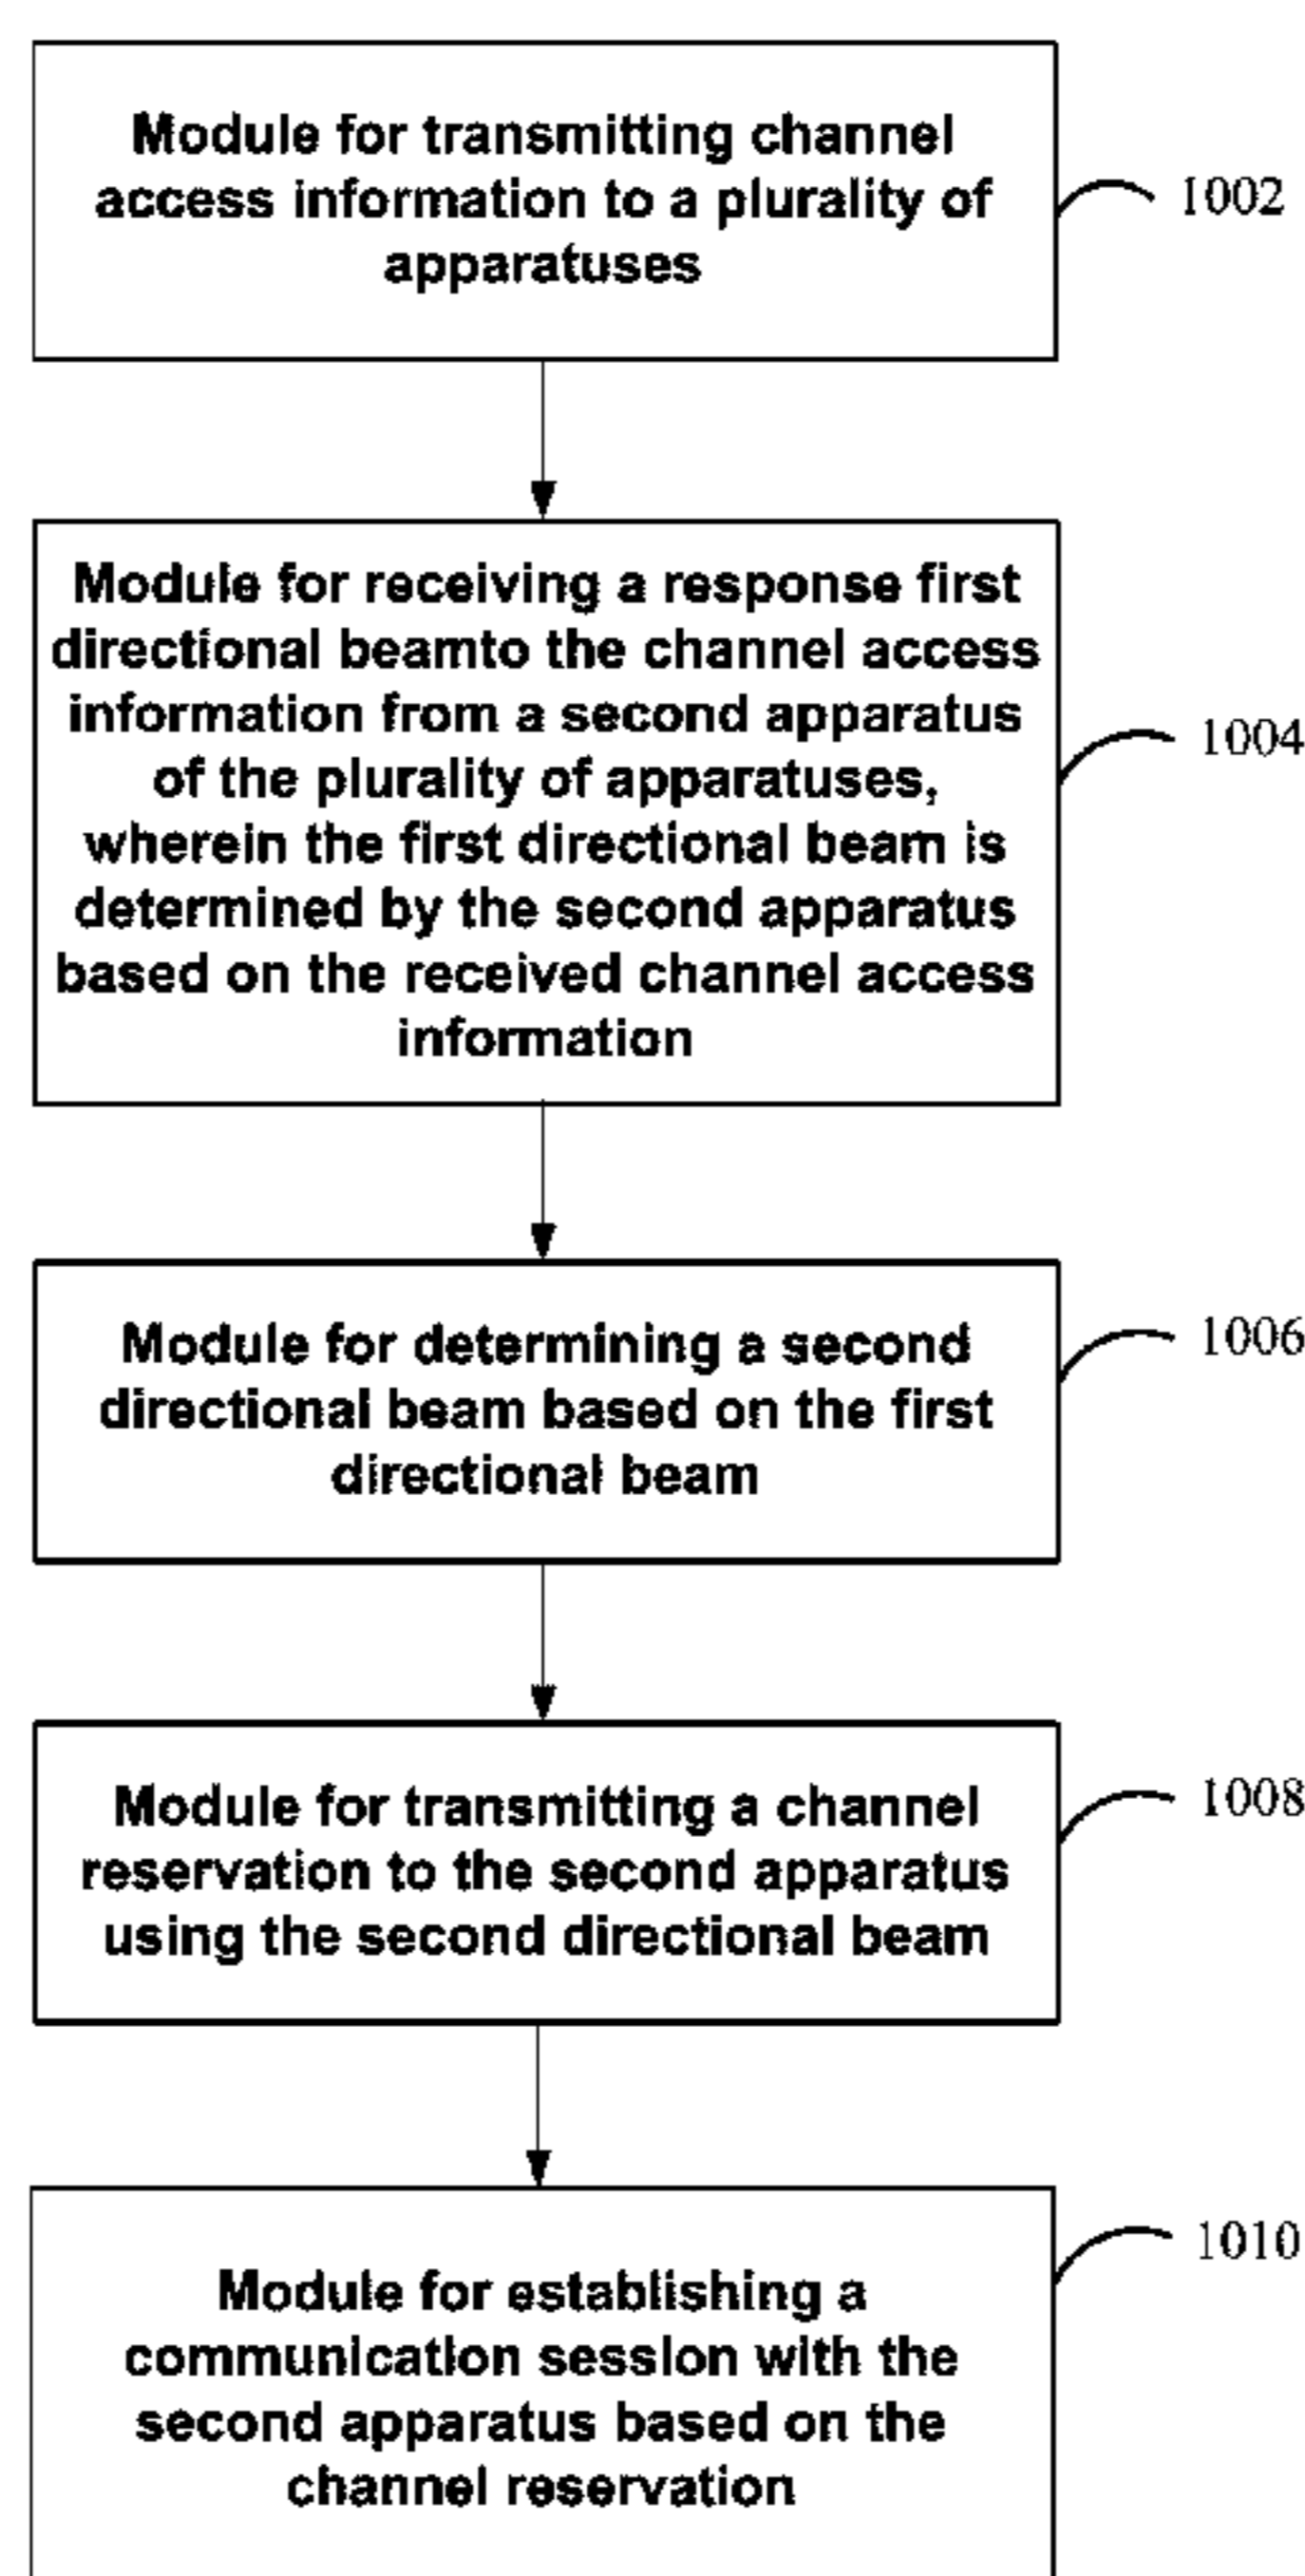 Module for transmitting channel
access information to a plurality of
apparatuses
1002
Module for receiving a response first
directional beamto the channel access
information from a second apparatus
of the plurality of apparatuses,
wherein the first directional beam is
determined by the second apparatus
based on the received channel access
information
1004
Module for determining a second
directional beam based on the first
directional beam
1006
Module for transmitting a channel
reservation to the second apparatus
using the second directional beam
1008
Module for establishing a
communication session with the
second apparatus based on the
channel reservation
1010